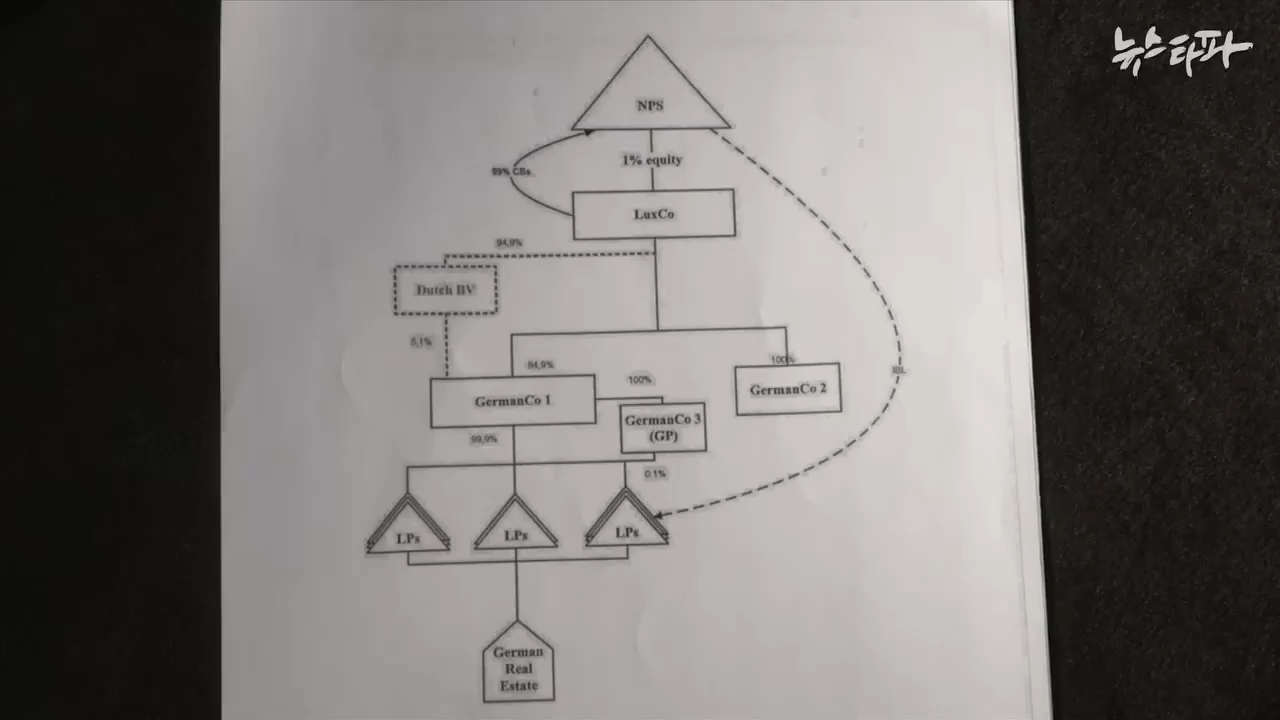 뉴스타파
NPS
1% equity
99% CBs
LuxCo
94,9%
Dutch BV
5,1%
94,9%
100%
100%
GermanCo 1
GermanCo 2
GermanCo 3
(GP)
99,9%
0.1%
LPs
LPs
LPs
German
Real
Estate